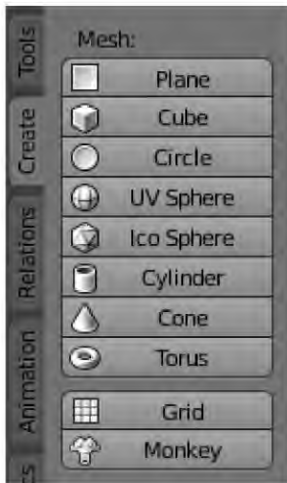 Mesh:
Plane
Cube
Circle
UV Sphere
Ico Sphere
Cylinder
Cone
Torus
Grid
Monkey
Tools
Create
Relations
Animation